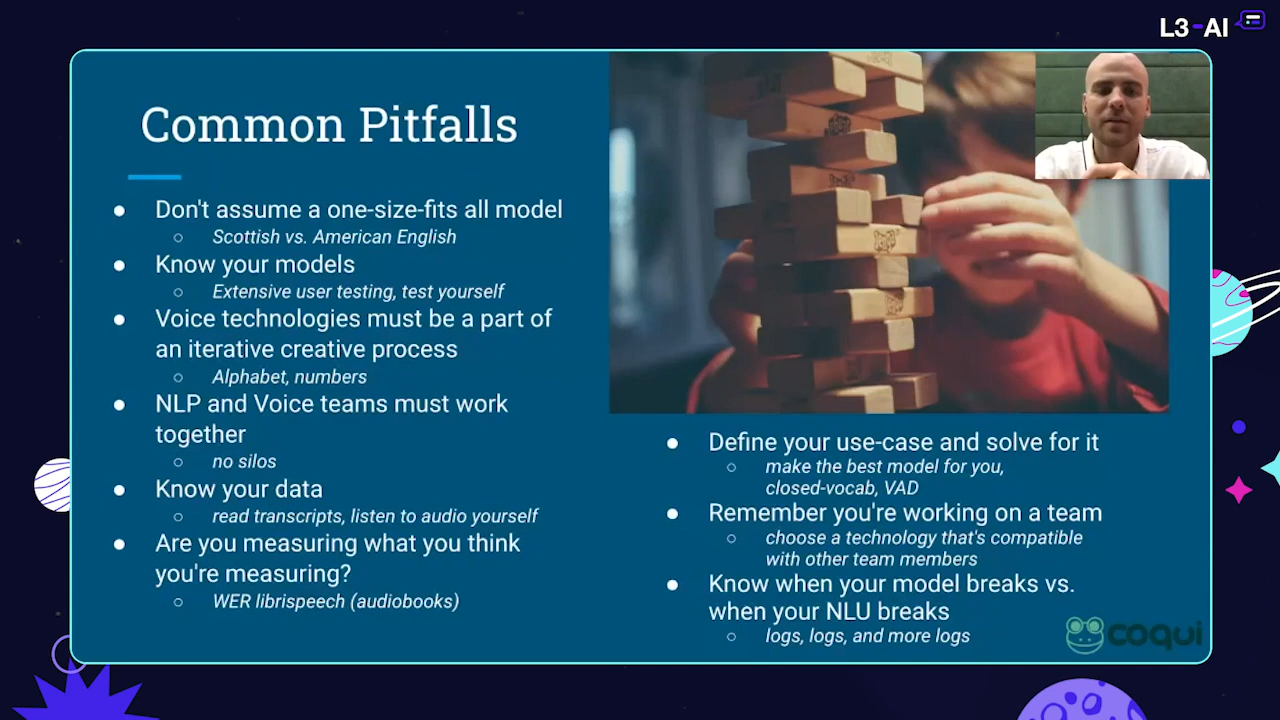 L3-AI
Common Pitfalls
● Don't assume a one-size-fits all model
○ Scottish vs. American English
● Know your models
○ Extensive user testing, test yourself
● Voice technologies must be a part of
an iterative creative process
○ Alphabet, numbers
● NLP and Voice teams must work
together
○ no silos
● Know your data
○ read transcripts, listen to audio yourself
● Are you measuring what you think
you're measuring?
○ WER librispeech (audiobooks)
● Define your use-case and solve for it
○ make the best model for you,
closed-vocab, VAD
● Remember you're working on a team
○ choose a technology that's compatible
with other team members
● Know when your model breaks vs.
when your NLU breaks
○ logs, logs, and more logs
coqui